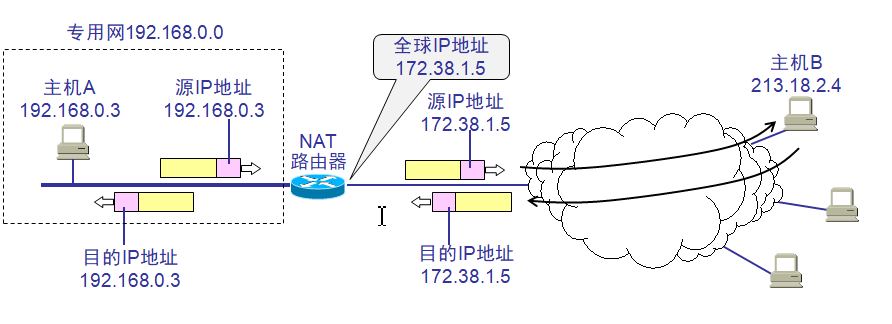 专用网192.168.0.0
全球IP地址
172.38.1.5
主机A
192.168.0.3
源IP地址
192.168.0.3
源IP地址
172.38.1.5
主机B
213.18.2.4
NAT
路由器
目的IP地址
192.168.0.3
目的IP地址
172.38.1.5